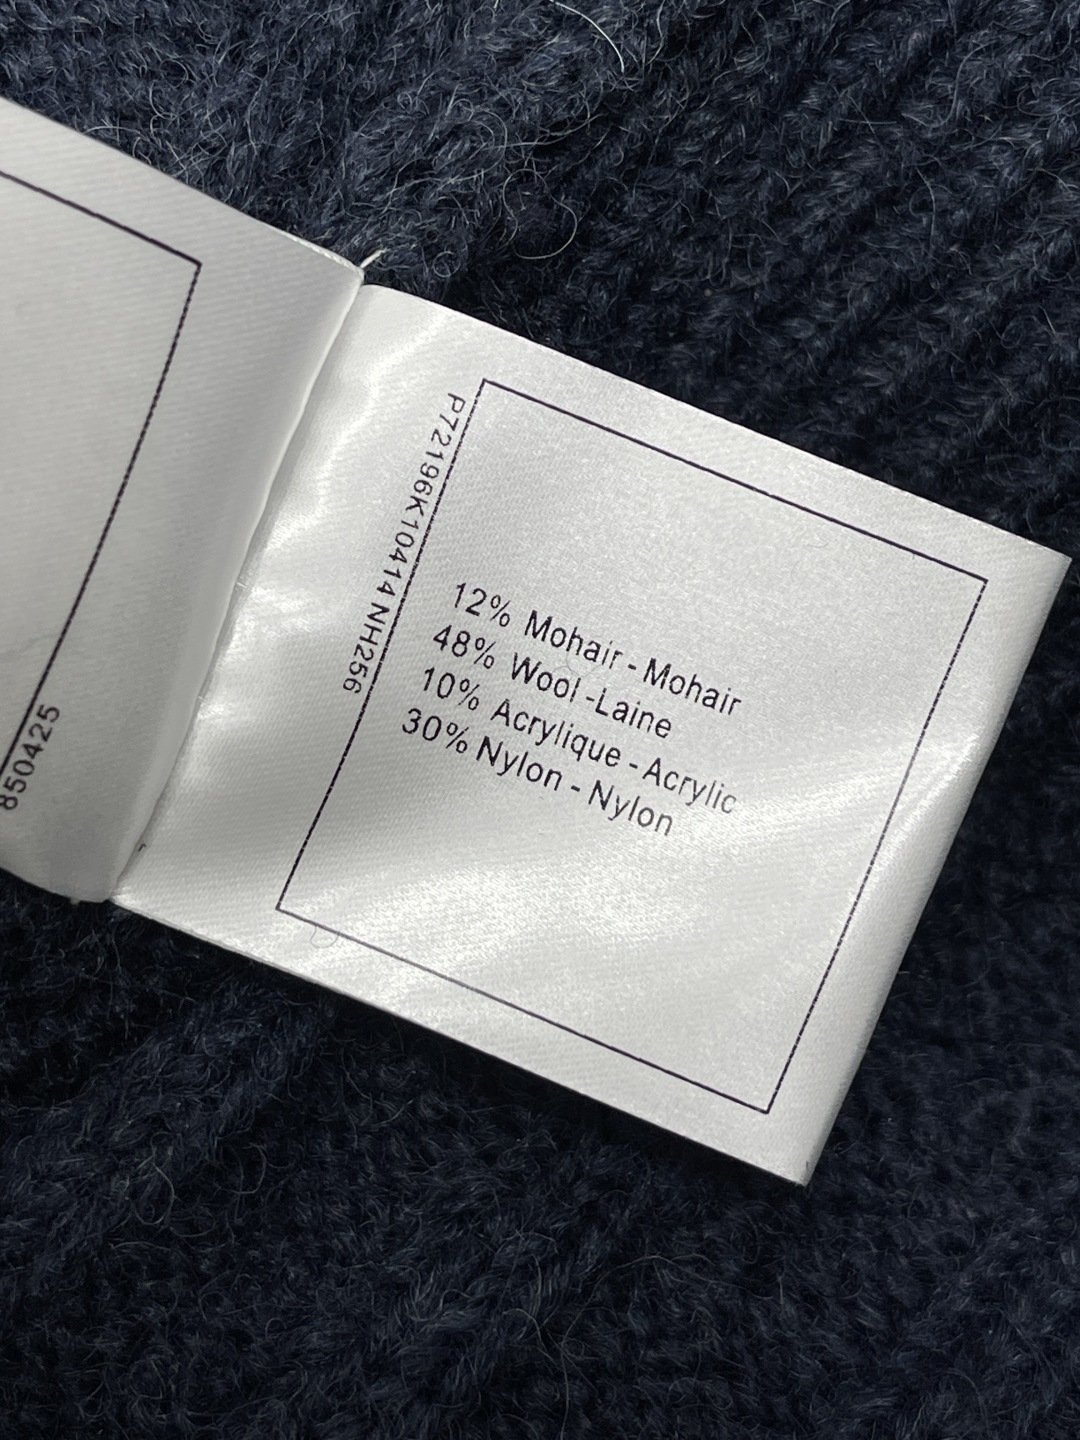 850425
P72196K10414 NH256
12% Mohair - Mohair
48% Wool -Laine
10% Acrylique - Acrylic
30% Nylon - Nylon